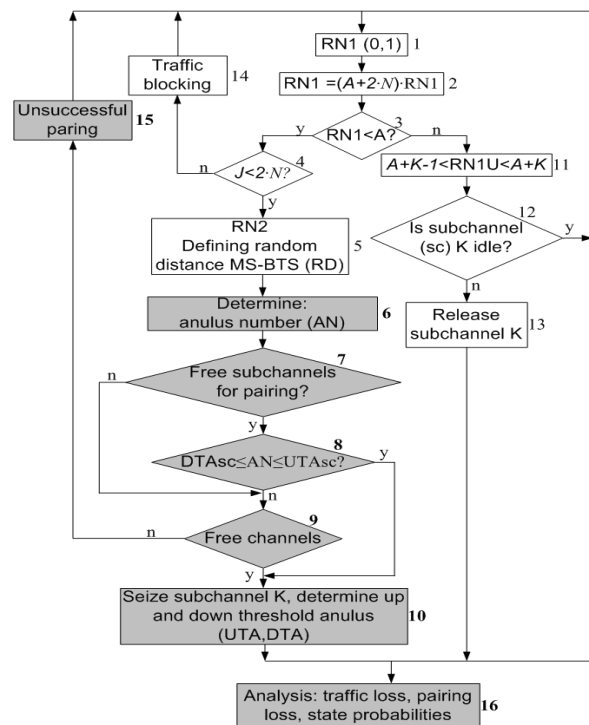 RN1 (0,1)
1
RN1 =(A+2·N)·RN1
2
Traffic
blocking
14
Unsuccessful
paring
15
RN1<A?
3
y
n
J<2·N?
4
n
y
A+K-1<RN1U<A+K
11
RN2
Defining random
distance MS-BTS (RD)
5
Is subchannel
(sc) K idle?
12
y
n
Determine:
anulus number (AN)
6
Release
subchannel K
13
Free subchannels
for pairing?
7
n
y
DTAsc≤AN≤UTAsc?
8
y
n
Free channels
9
n
y
Seize subchannel K, determine up
and down threshold anulus
(UTA,DTA)
10
Analysis: traffic loss, pairing
loss, state probabilities
16